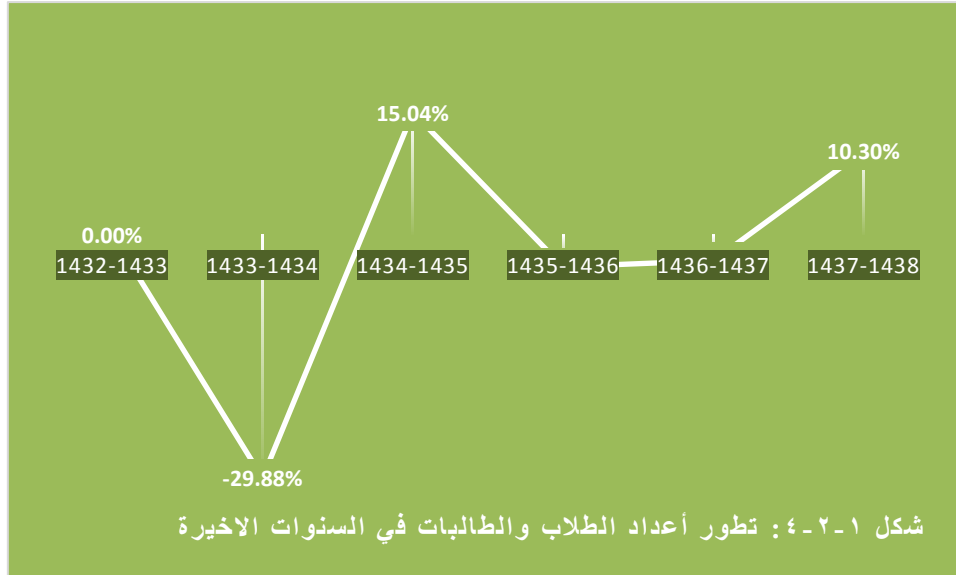 15.04%
10.30%
0.00%
1432-1433 1433-1434 1434-1435 1435-1436 1436-1437 1437-1438
-29.88%
شكل ١-٢-٤: تطور أعداد الطلاب والطالبات في السنوات الاخيرة